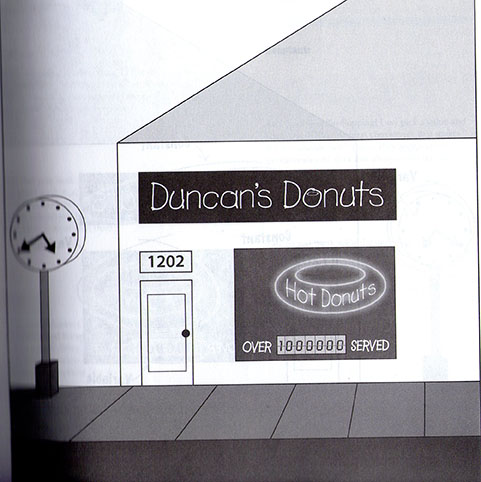 Duncan's Donuts
1202
Hot Donuts
OVER 1000000 SERVED